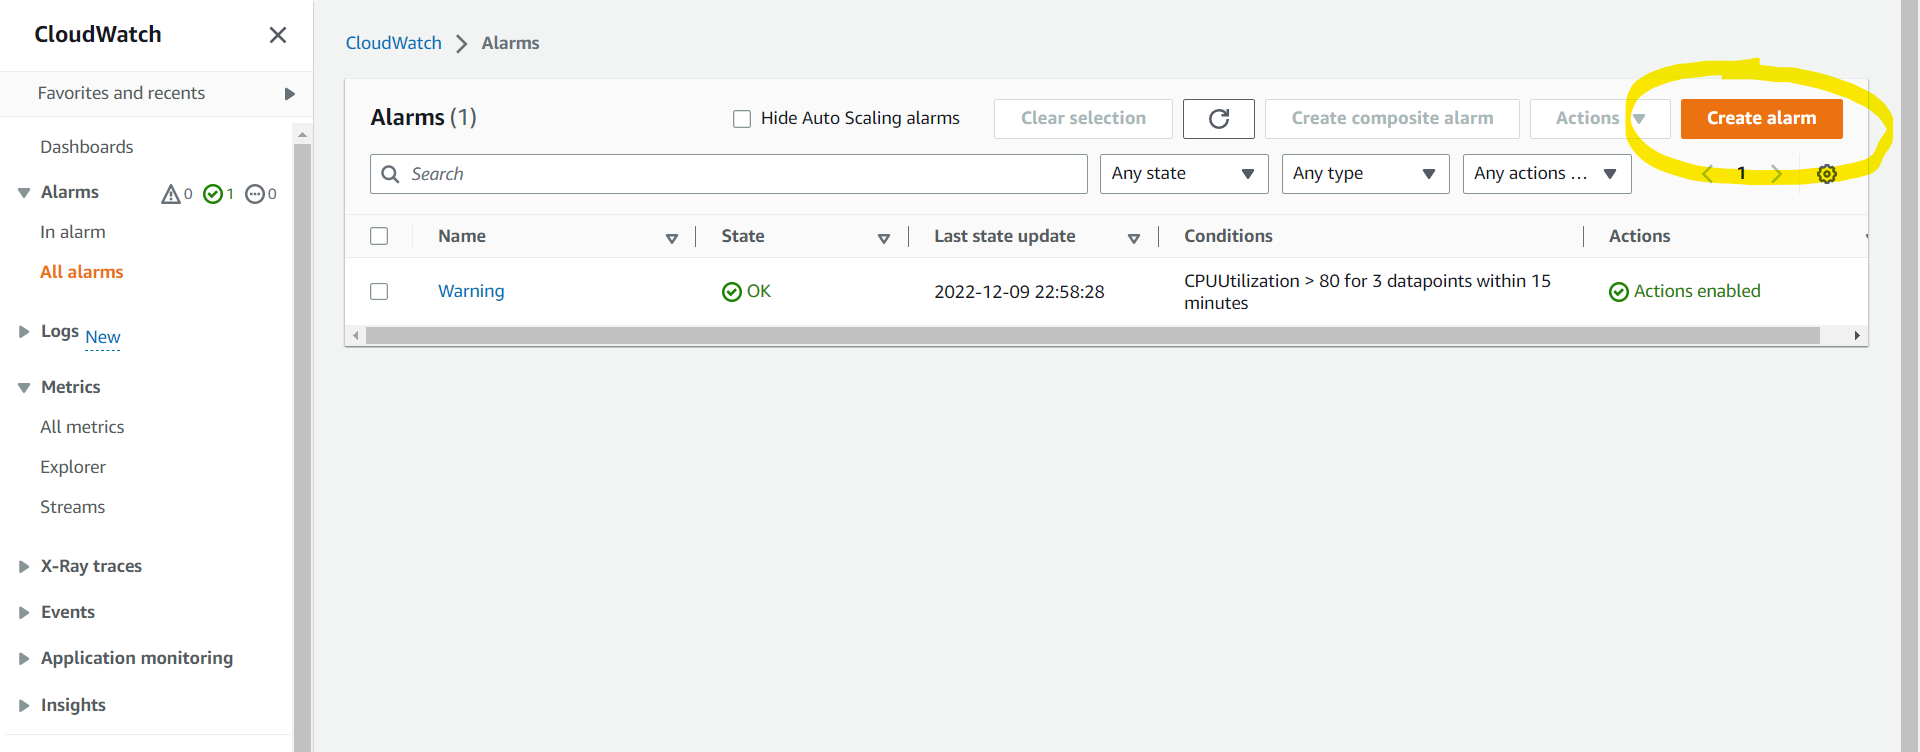 CloudWatch
Favorites and recents
Dashboards
Alarms 0 1 0
In alarm
All alarms
Logs New
Metrics
All metrics
Explorer
Streams
X-Ray traces
Events
Application monitoring
Insights
CloudWatch Alarms
Alarms (1) Hide Auto Scaling alarms Clear selection Create composite alarm Actions Create alarm
Search Any state Any type Any actions ... 1
Name State Last state update Conditions Actions
Warning OK 2022-12-09 22:58:28 CPUUtilization > 80 for 3 datapoints within 15 Actions enabled
minutes